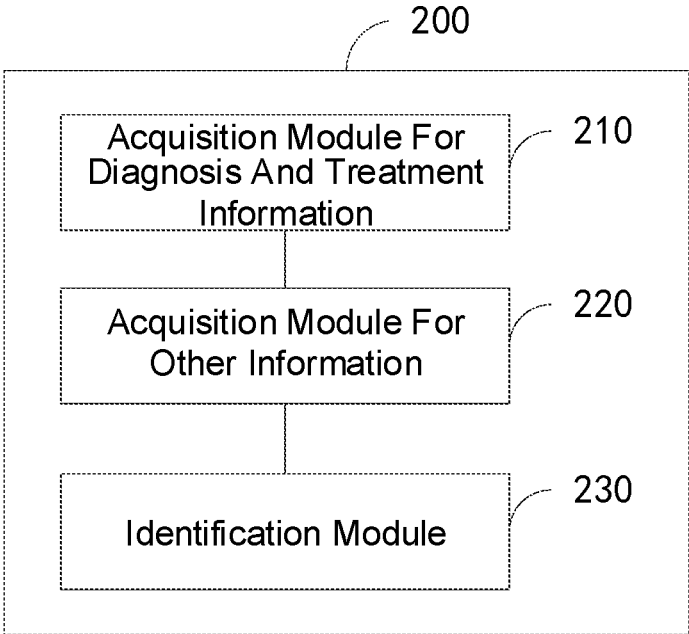 200
Acquisition Module For
Diagnosis And Treatment
Information
210
Acquisition Module For
Other Information
220
Identification Module
230